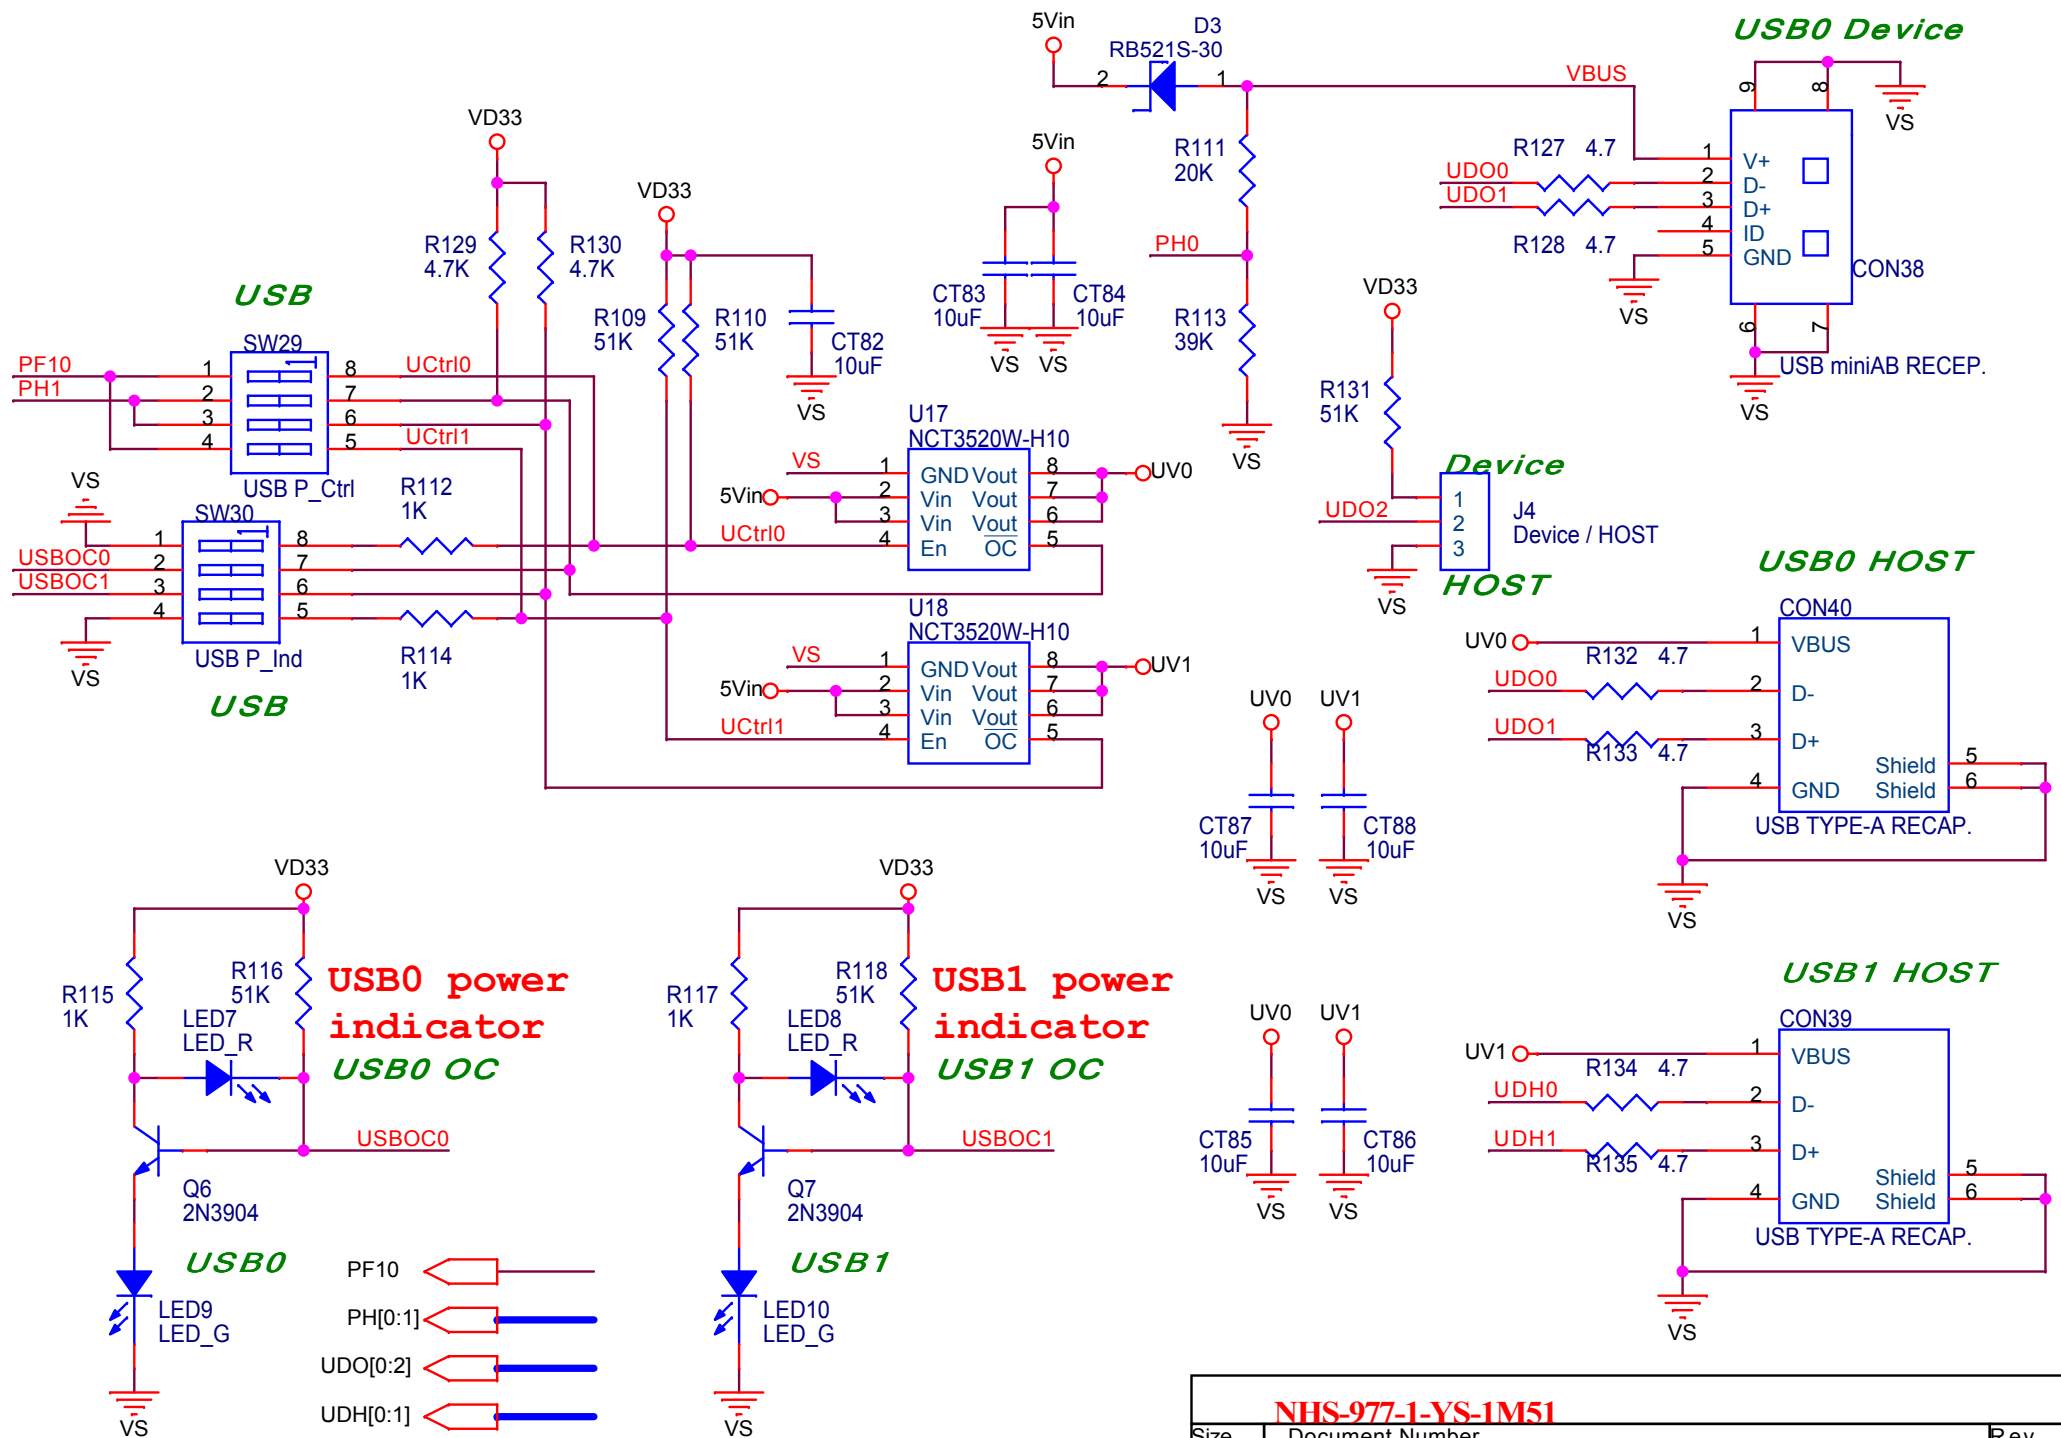 5Vin
D3
RB521S-30
2
1
VBUS
USB0 Device
9
8
VS
R111
20K
PH0
R113
39K
VS
R127 4.7
UDO0
UDO1
R128 4.7
1
2
3
4
5
V+
D-
D+
ID
GND
CON38
VS
6
7
USB miniAB RECEP.
VS
VD33
R129
4.7K
R130
4.7K
VD33
R109
51K
R110
51K
CT82
10uF
VS
5Vin
CT83
10uF
CT84
10uF
VS
VS
USB
SW29
PF10
PH1
1
2
3
4
1
8
7
6
5
UCtrl0
UCtrl1
USB P_Ctrl
VS
SW30
USBOC0
USBOC1
1
2
3
4
1
8
7
6
5
USB P_Ind
VS
USB
R112
1K
R114
1K
U17
NCT3520W-H10
VS
5Vin
UCtrl0
1
2
3
4
GND
Vin
Vin
En
Vout
Vout
Vout
OC
8
7
6
5
UV0
U18
NCT3520W-H10
VS
5Vin
UCtrl1
1
2
3
4
GND
Vin
Vin
En
Vout
Vout
Vout
OC
8
7
6
5
UV1
VD33
R131
51K
Device
UDO2
1
2
3
J4
Device / HOST
VS
HOST
USB0 HOST
CON40
UV0
R132 4.7
UDO0
UDO1
R133 4.7
1
2
3
4
VBUS
D-
D+
GND
Shield
Shield
5
6
USB TYPE-A RECAP.
VS
UV0
UV1
CT87
10uF
CT88
10uF
VS
VS
VD33
R115
1K
R116
51K
LED7
LED_R
USB0 power
indicator
USB0 OC
USBOC0
Q6
2N3904
USB0
LED9
LED_G
VS
VD33
R117
1K
R118
51K
LED8
LED_R
USB1 power
indicator
USB1 OC
USBOC1
Q7
2N3904
USB1
LED10
LED_G
VS
PF10
PH[0:1]
UDO[0:2]
UDH[0:1]
UV0
UV1
CT85
10uF
CT86
10uF
VS
VS
USB1 HOST
CON39
UV1
R134 4.7
UDH0
UDH1
R135 4.7
1
2
3
4
VBUS
D-
D+
GND
Shield
Shield
5
6
USB TYPE-A RECAP.
VS
NHS-977-1-YS-1M51
Size
Document Number
Rev